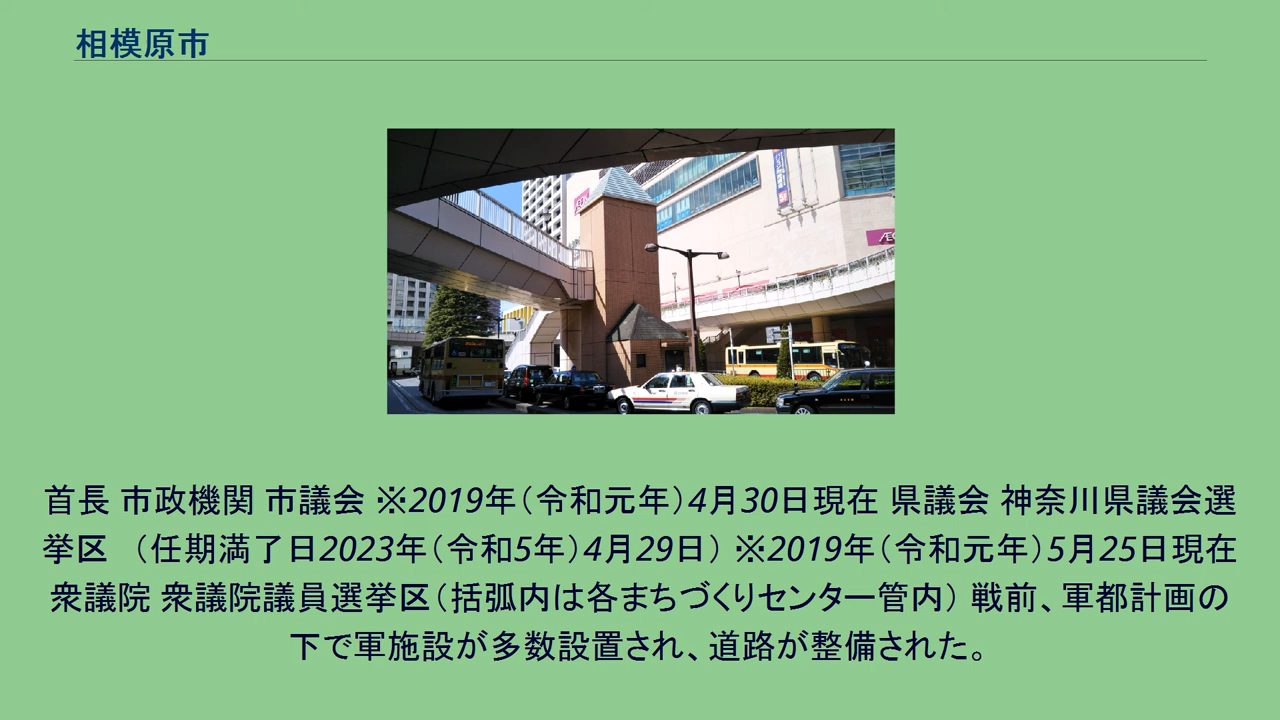 相模原市
ÆON
首長 市政機関 市議会 ※2019年（令和元年）4月30日現在 県議会 神奈川県議会選
挙区 （任期満了日2023年（令和5年）4月29日） ※2019年（令和元年）5月25日現在
衆議院 衆議院議員選挙区（括弧内は各まちづくりセンター管内） 戦前、軍都計画の
下で軍施設が多数設置され、道路が整備された。